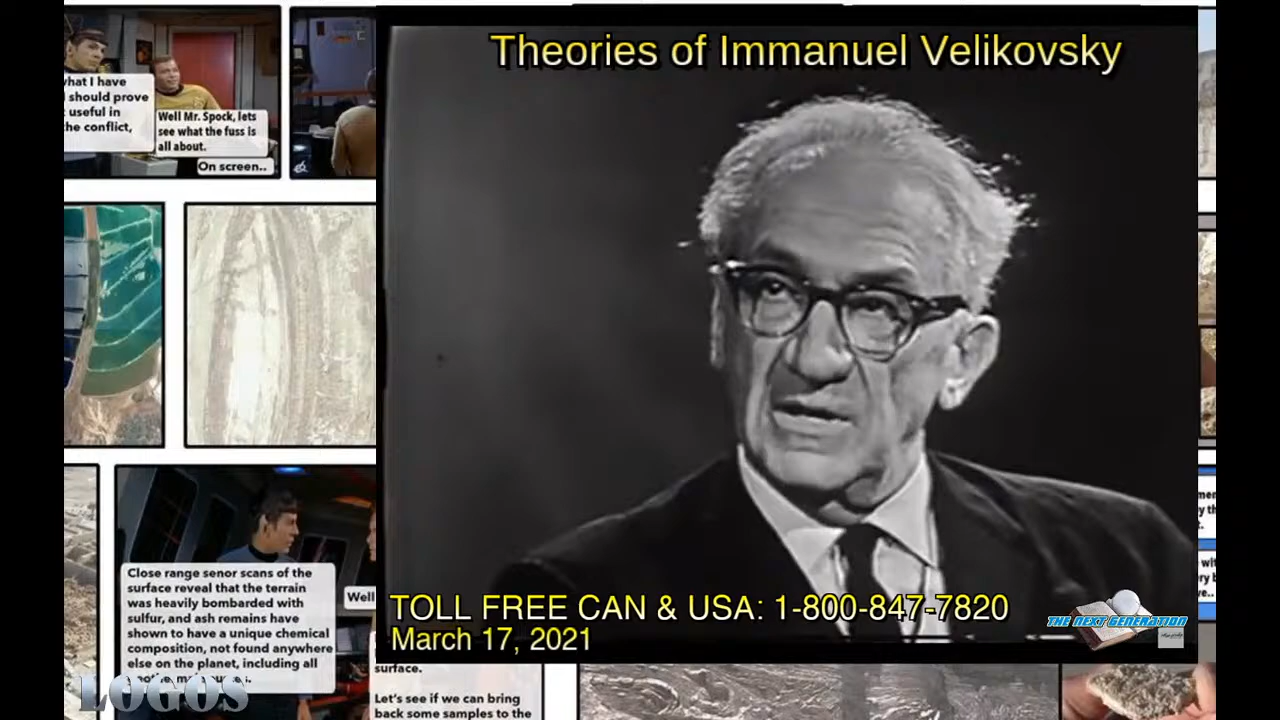 Theories of Immanuel Velikovsky
what I have
I should prove
useful in
the conflict,
Well Mr. Spock, lets
see what the fuss is
all about.
On screen..
Close range senor scans of the
surface reveal that the terrain
was heavily bombarded with
sulfur, and ash remains have
shown to have a unique chemical
composition, not found anywhere
else on the planet, including all
Well
TOLL FREE CAN & USA: 1-800-847-7820
March 17, 2021
THE NEXT GENERATION
surface.
Let's see if we can bring
back some samples to the
LOGOS